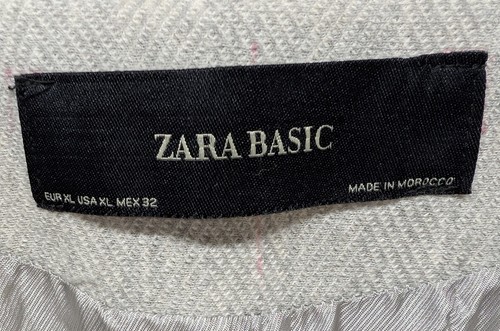 ZARA BASIC
EUR XL USA XL MEX 32
MADE IN MOROCCO